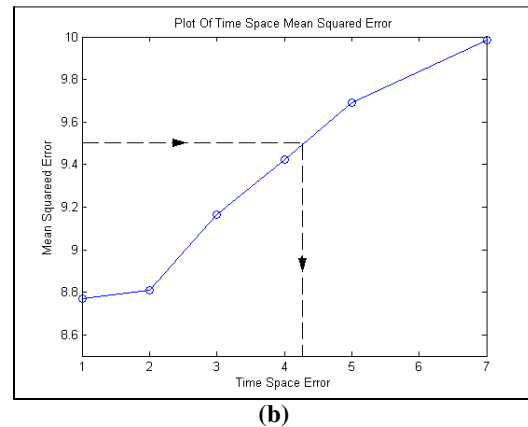 Plot Of Time Space Mean Squared Error
10
9.8
9.6
9.4
9.2
9
8.8
8.6
Mean Squareed Error
1 2 3 4 5 6 7
Time Space Error
(b)